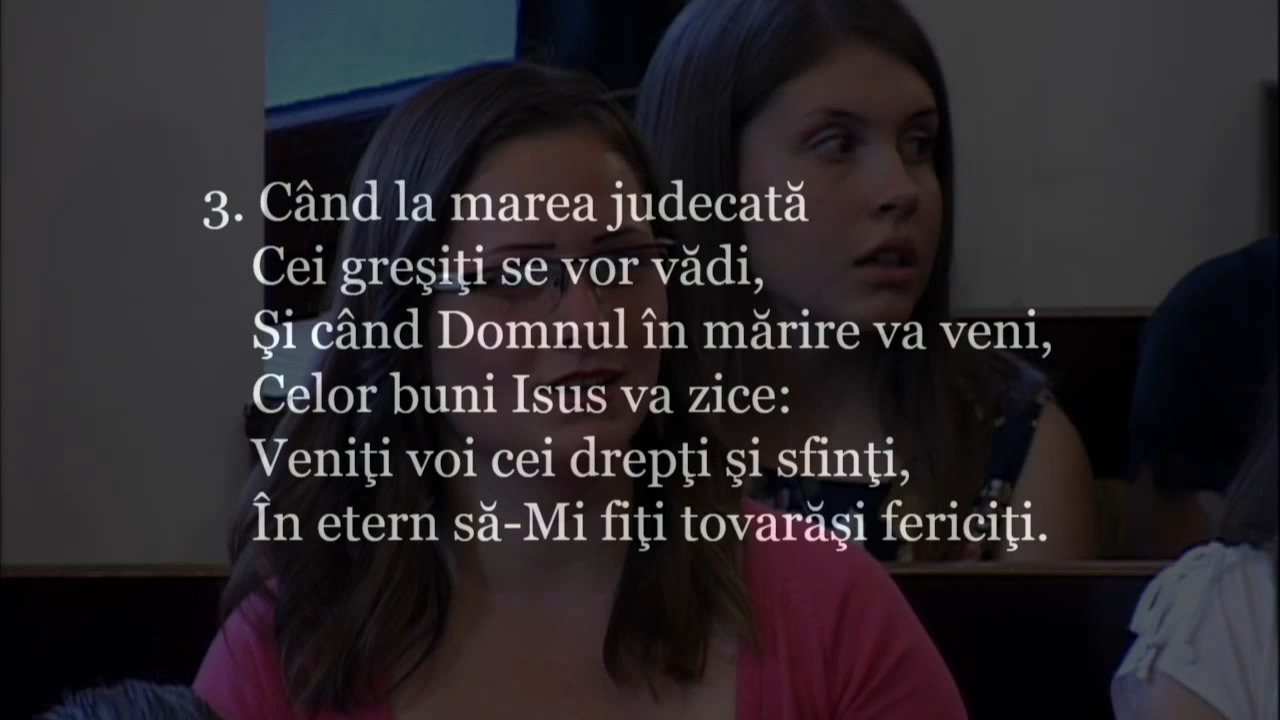 3. Când la marea judecată
Cei greşiţi se vor vădi,
Şi când Domnul în mărire va veni,
Celor buni Isus va zice:
Veniţi voi cei drepţi şi sfinţi,
În etern să-Mi fiţi tovarăşi fericiţi.